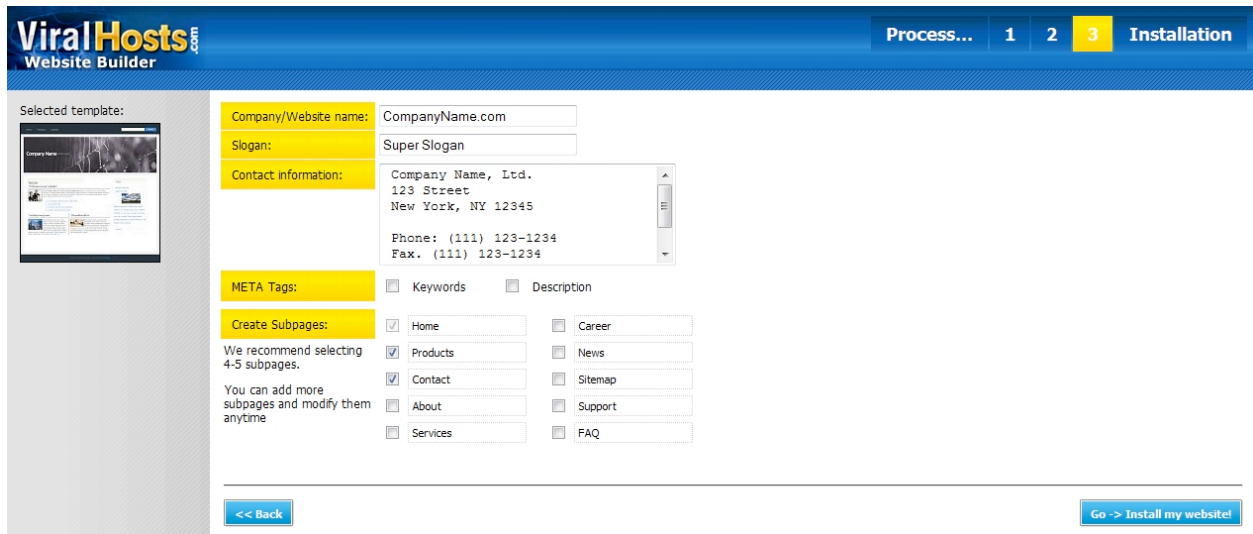 ViralHosts.com
Website Builder
Process... 1 2 3 Installation
Selected template:
Company Name
Company/Website name: CompanyName.com
Slogan: Super Slogan
Contact information:
Company Name, Ltd.
123 Street
New York, NY 12345
Phone: (111) 123-1234
Fax. (111) 123-1234
META Tags: Keywords Description
Create Subpages:
We recommend selecting
4-5 subpages.
You can add more
subpages and modify them
anytime
Home Career
Products News
Contact Sitemap
About Support
Services FAQ
<< Back
Go -> Install my website!